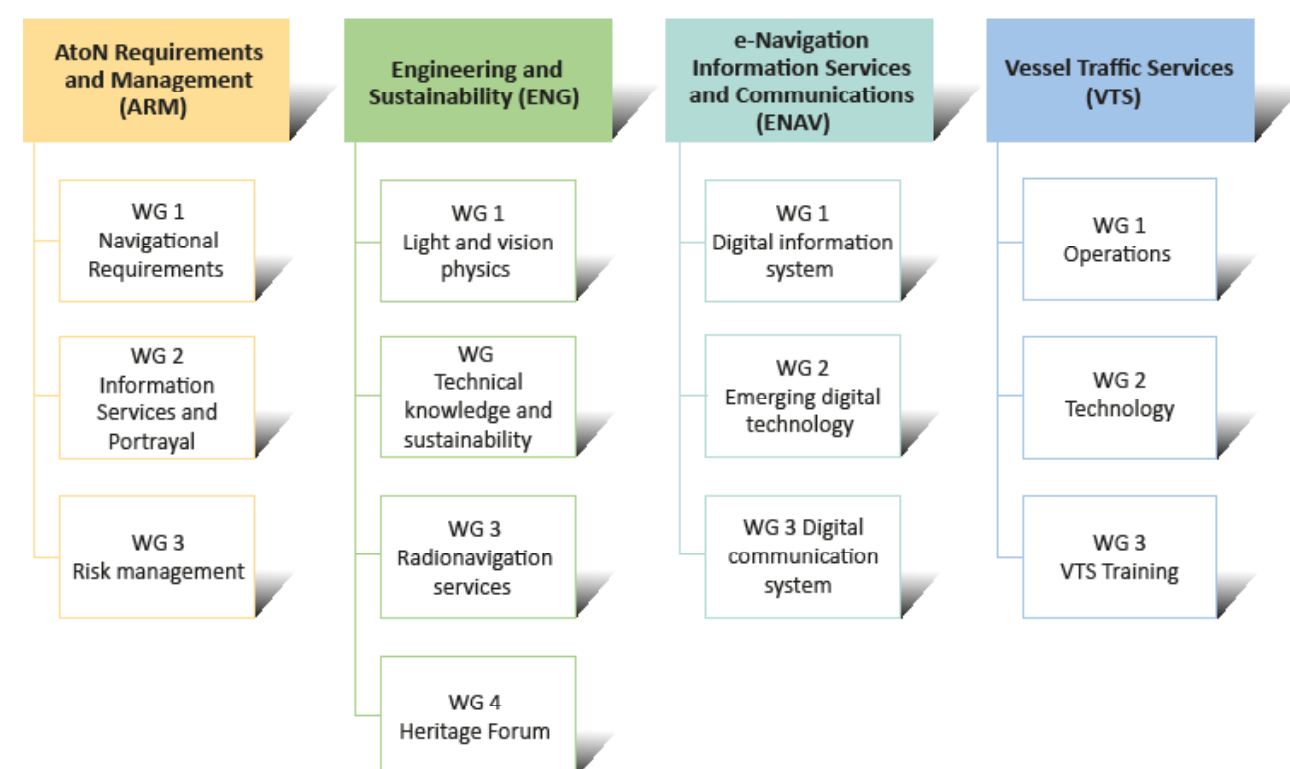 AtoN Requirements
and Management
(ARM)
WG 1
Navigational
Requirements
WG 2
Information
Services and
Portrayal
WG 3
Risk management
Engineering and
Sustainability (ENG)
WG 1
Light and vision
physics
WG
Technical
knowledge and
sustainability
WG 3
Radionavigation
services
WG 4
Heritage Forum
e-Navigation
Information Services
and Communications
(ENAV)
WG 1
Digital information
system
WG 2
Emerging digital
technology
WG 3 Digital
communication
system
Vessel Traffic Services
(VTS)
WG 1
Operations
WG 2
Technology
WG 3
VTS Training